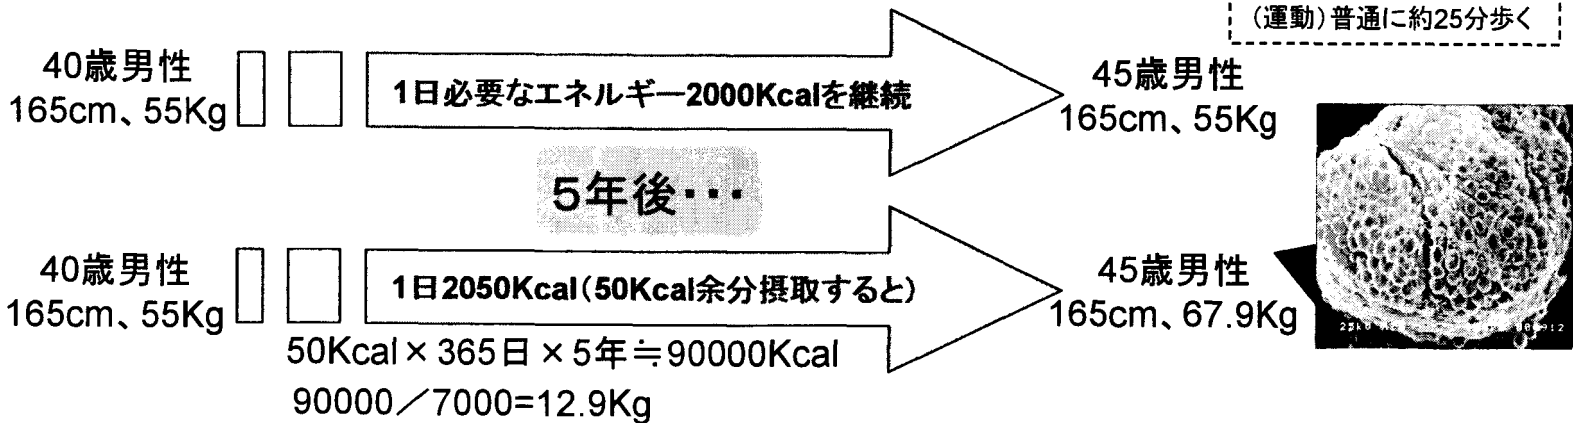 (運動)普通に約25分歩く
40歳男性
165cm、55Kg
1日必要なエネルギー2000Kcalを継続
45歳男性
165cm、55Kg
5年後・・・
40歳男性
165cm、55Kg
1日2050Kcal(50Kcal余分摂取すると)
45歳男性
165cm、67.9Kg
50Kcal×365日×5年≒90000Kcal
90000/7000=12.9Kg